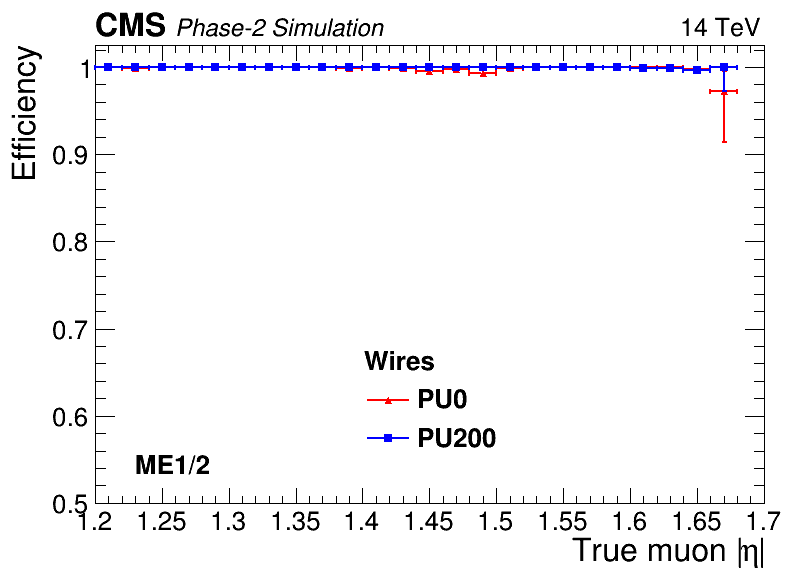 CMS Phase-2 Simulation 14 TeV
Efficiency
1
0.9
0.8
0.7
0.6
0.5
Wires
PU0
PU200
ME1/2
1.2 1.25 1.3 1.35 1.4 1.45 1.5 1.55 1.6 1.65 1.7
True muon |η|